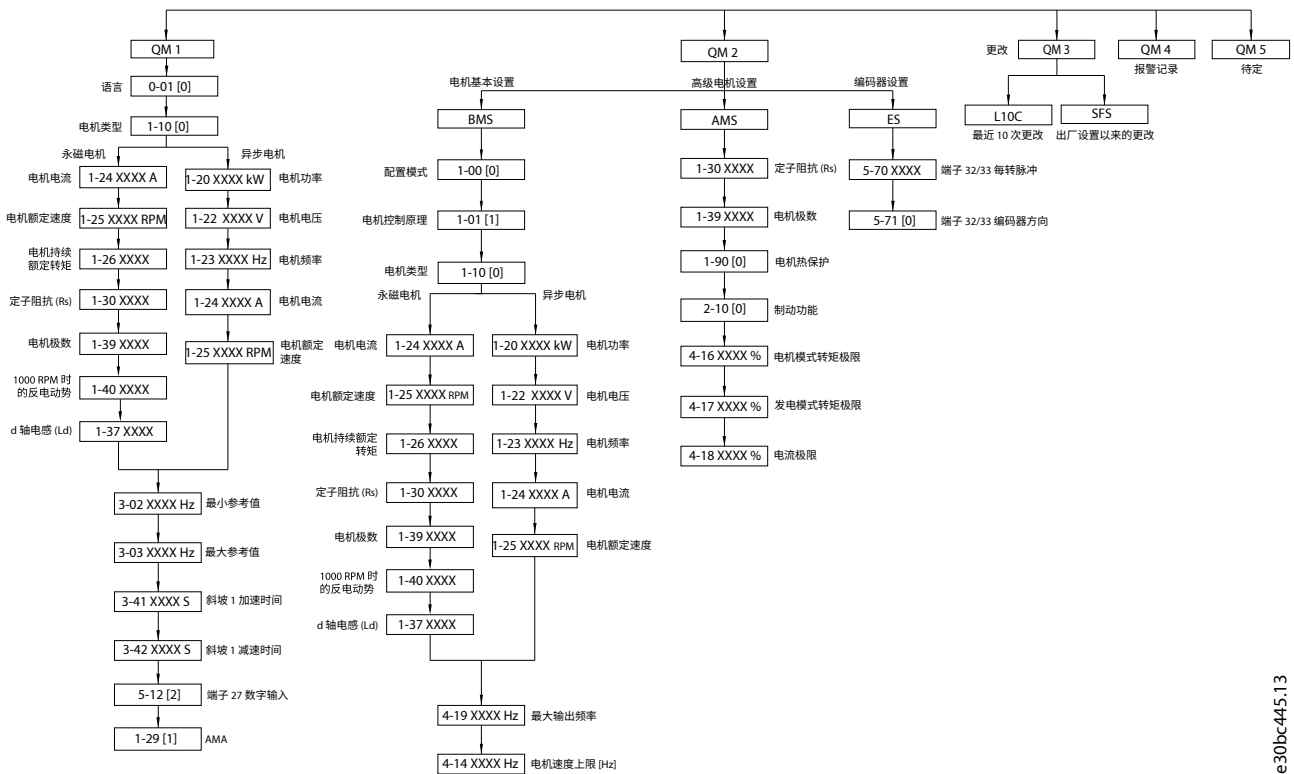 QM 1
语言
0-01 [0]
电机类型
1-10 [0]
永磁电机
异步电机
电机电流
1-24 XXXX A
1-20 XXXX kW
电机功率
电机额定速度
1-25 XXXX RPM
1-22 XXXX V
电机电压
电机持续
额定转矩
1-26 XXXX
1-23 XXXX Hz
电机频率
定子阻抗 (Rs)
1-30 XXXX
1-24 XXXX A
电机电流
电机极数
1-39 XXXX
1-25 XXXX RPM
电机额定
速度
1000 RPM 时
的反电动势
1-40 XXXX
d 轴电感 (Ld)
1-37 XXXX
3-02 XXXX Hz
最小参考值
3-03 XXXX Hz
最大参考值
3-41 XXXX S
斜坡 1 加速时间
3-42 XXXX S
斜坡 1 减速时间
5-12 [2]
端子 27 数字输入
1-29 [1]
AMA
QM 2
电机基本设置
高级电机设置
编码器设置
BMS
配置模式
1-00 [0]
电机控制原理
1-01 [1]
电机类型
1-10 [0]
永磁电机
异步电机
电机电流
1-24 XXXX A
1-20 XXXX kW
电机功率
电机额定速度
1-25 XXXX RPM
1-22 XXXX V
电机电压
电机持续额定
转矩
1-26 XXXX
1-23 XXXX Hz
电机频率
定子阻抗 (Rs)
1-30 XXXX
1-24 XXXX A
电机电流
电机极数
1-39 XXXX
1-25 XXXX RPM
电机额定速度
1000 RPM 时
的反电动势
1-40 XXXX
d 轴电感 (Ld)
1-37 XXXX
4-19 XXXX Hz
最大输出频率
4-14 XXXX Hz
电机速度上限 [Hz]
AMS
1-30 XXXX
定子阻抗 (Rs)
1-39 XXXX
电机极数
1-90 [0]
电机热保护
2-10 [0]
制动功能
4-16 XXXX %
电机模式转矩极限
4-17 XXXX %
发电模式转矩极限
4-18 XXXX %
电流极限
ES
5-70 XXXX
端子 32/33 每转脉冲
5-71 [0]
端子 32/33 编码器方向
更改
QM 3
L10C
最近 10 次更改
SFS
出厂设置以来的更改
QM 4
报警记录
QM 5
待定
e30bc445.13